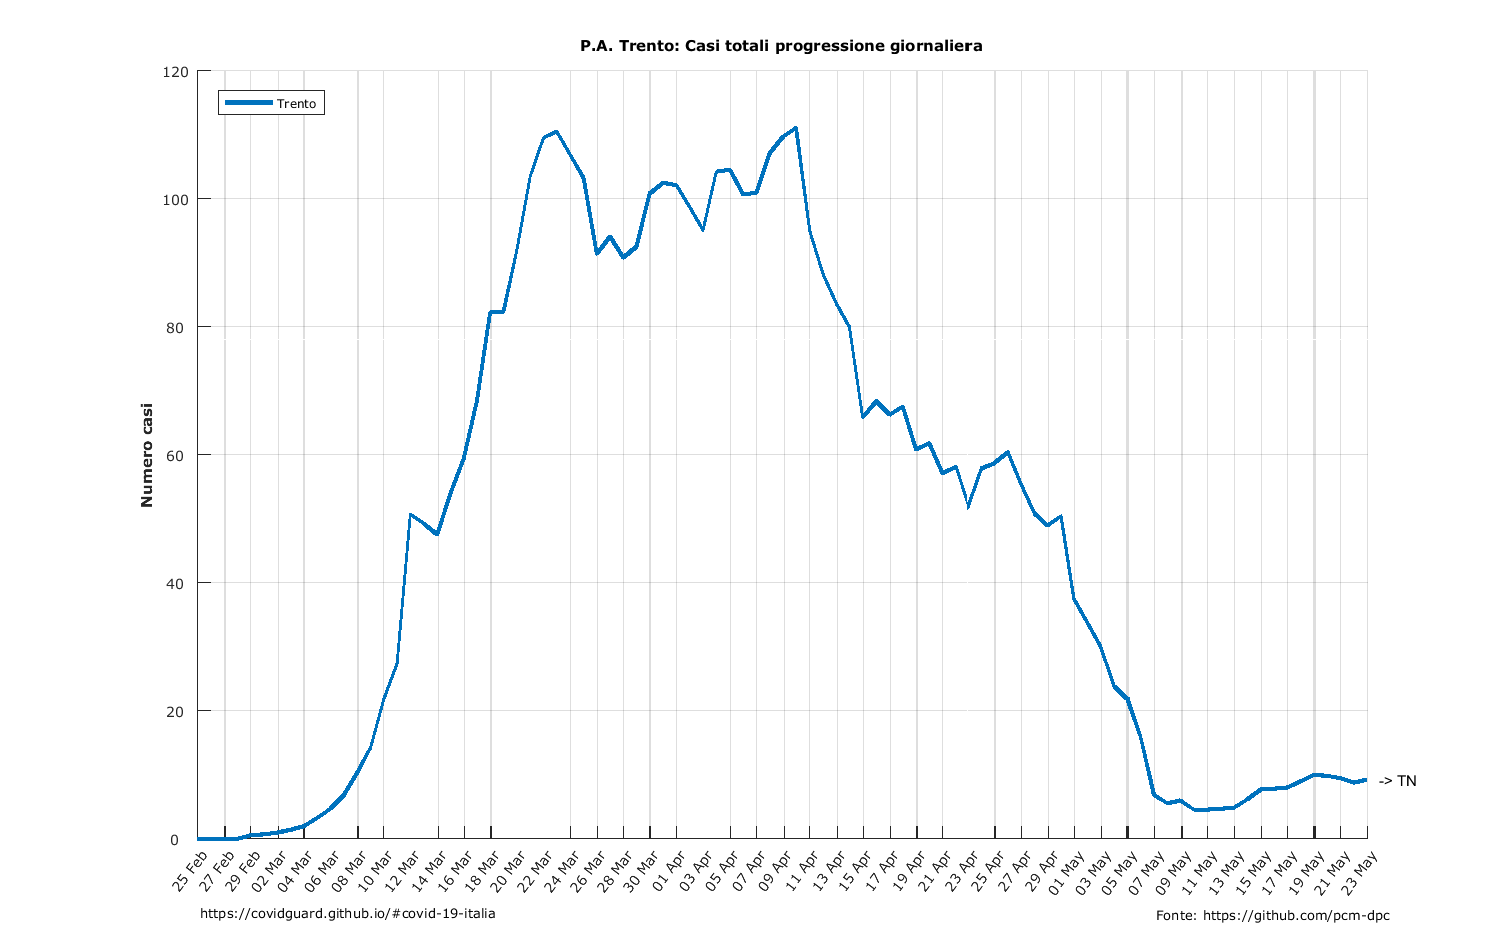 P.A. Trento: Casi totali progressione giornaliera
Trento
Numero casi
120
100
80
60
40
20
0
-> TN
25 Feb
27 Feb
29 Feb
02 Mar
04 Mar
06 Mar
08 Mar
10 Mar
12 Mar
14 Mar
16 Mar
18 Mar
20 Mar
22 Mar
24 Mar
26 Mar
28 Mar
30 Mar
01 Apr
03 Apr
05 Apr
07 Apr
09 Apr
11 Apr
13 Apr
15 Apr
17 Apr
19 Apr
21 Apr
23 Apr
25 Apr
27 Apr
29 Apr
01 May
03 May
05 May
07 May
09 May
11 May
13 May
15 May
17 May
19 May
21 May
23 May
https://covidguard.github.io/#covid-19-italia
Fonte: https://github.com/pcm-dpc